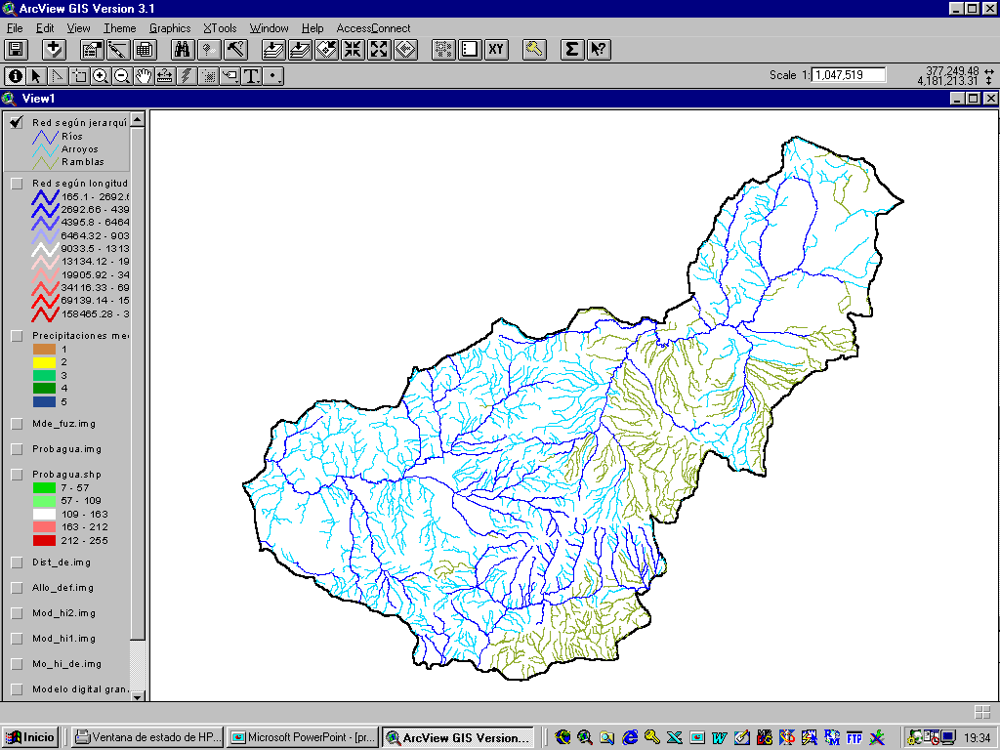 ArcView GIS Version 3.1
File Edit View Theme Graphics XTools Window Help AccessConnect
XY Σ ?
T
Scale 1: 1,047,519
377,249.48
4,181,213.31
View1
Red según jerarquí
Ríos
Arroyos
Ramblas
Red según longitud
165.1 - 2692.6
2692.66 - 439
4395.8 - 6464
6464.32 - 903
9033.5 - 1313
13134.12 - 19
19905.92 - 34
34116.33 - 69
69139.14 - 15
158465.28 - 3
Precipitaciones me
1
2
3
4
5
Mde_fuz.img
Probagua.img
Probagua.shp
7 - 57
57 - 109
109 - 163
163 - 212
212 - 255
Dist_de.img
Allo_def.img
Mod_hi2.img
Mod_hi1.img
Mo_hi_de.img
Modelo digital gran
Inicio Ventana de estado de HP... Microsoft PowerPoint - [pr... ArcView GIS Version... FTP 19:34